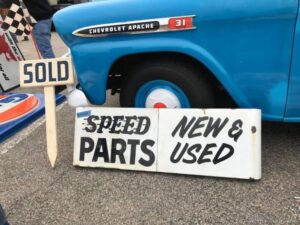 CHEVROLET APACHE 31
SOLD
SPEED
PARTS
NEW &
USED